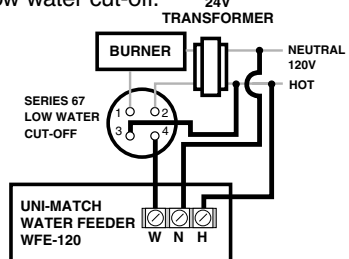 ow water cut-off.
24V
TRANSFORMER
BURNER
NEUTRAL
120V
HOT
SERIES 67
LOW WATER
CUT-OFF
1 2
3 4
UNI-MATCH
WATER FEEDER
WFE-120
W N H